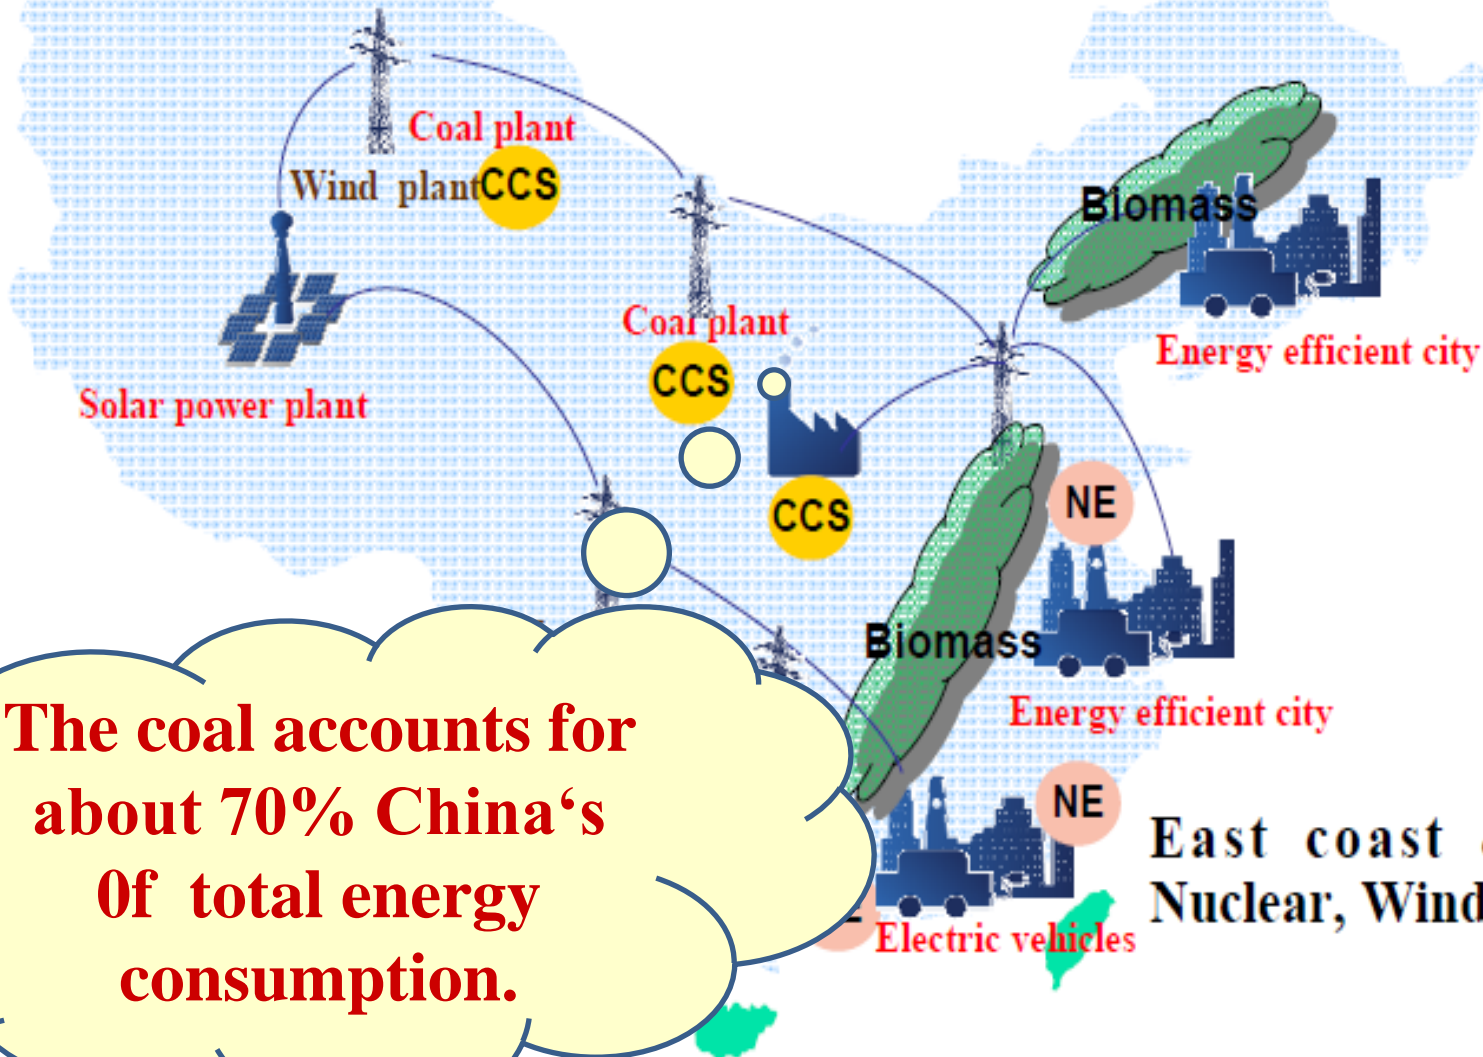 Coal plant
Wind plant
CCS
Biomass
Coal plant
Energy efficient city
CCS
Solar power plant
NE
CCS
Biomass
Energy efficient city
The coal accounts for
about 70% China‘s
0f total energy
consumption.
NE
East coast
Nuclear, Wind
Electric vehicles